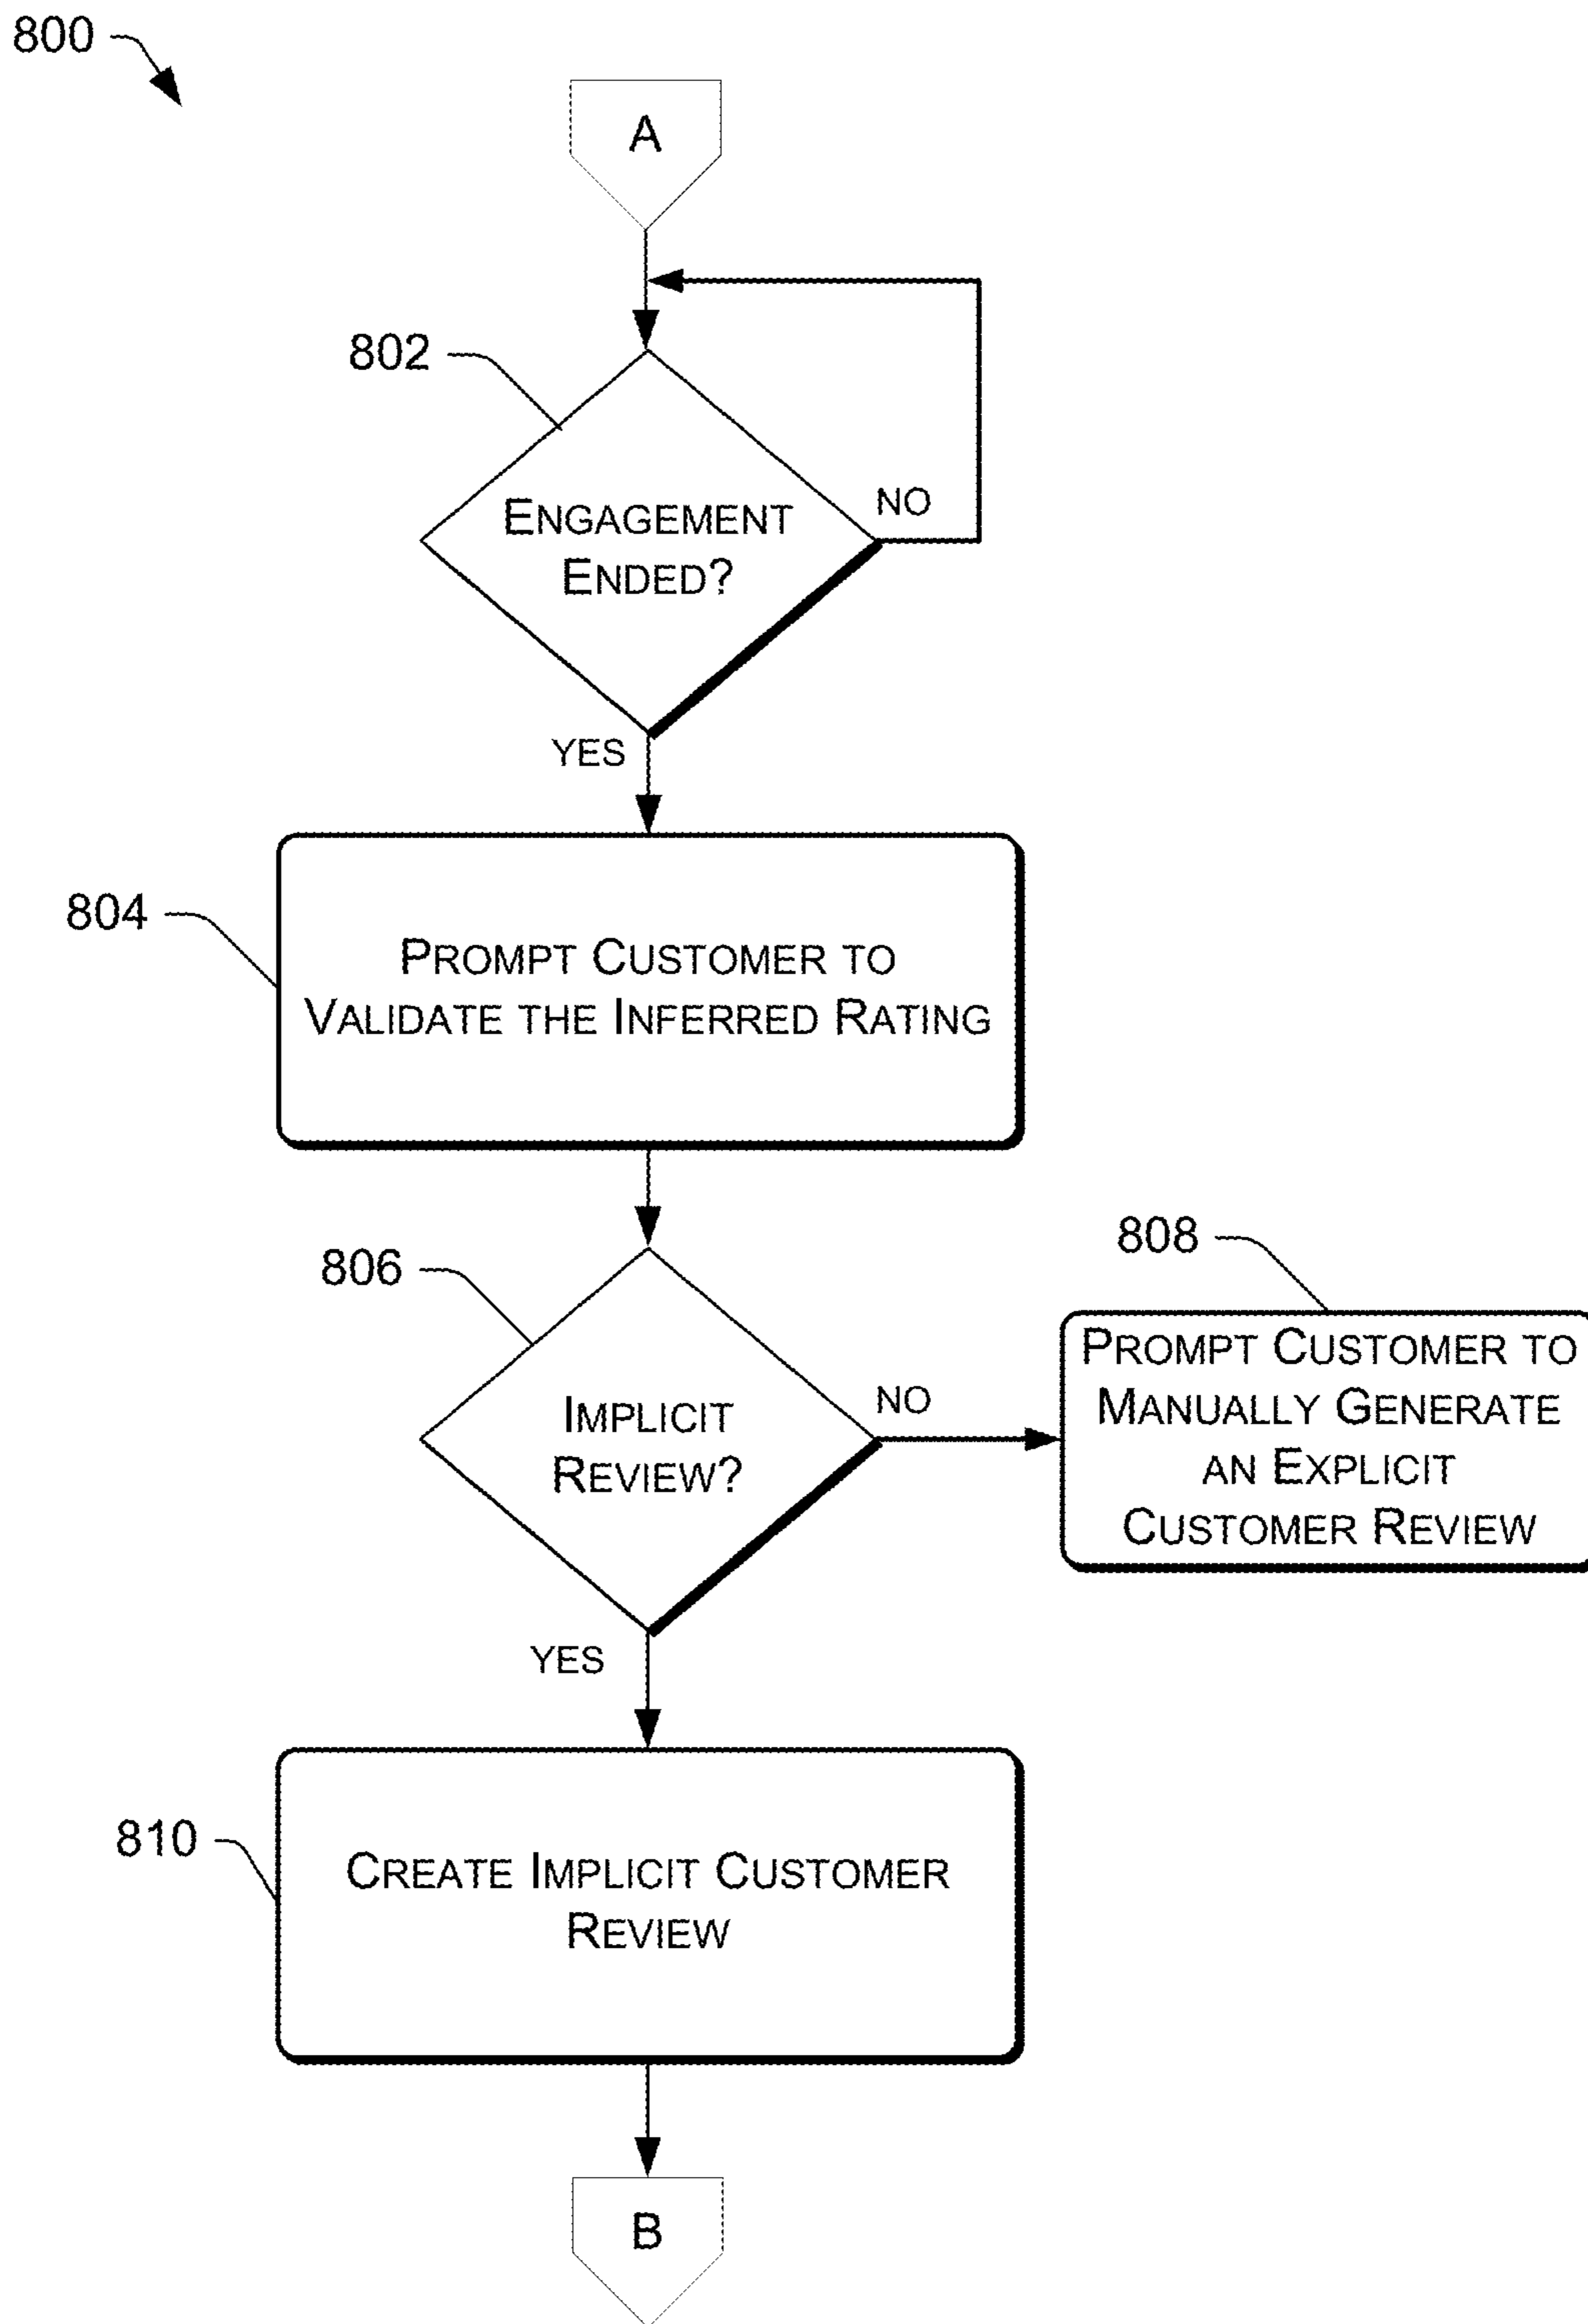 800
A
802
ENGAGEMENT
ENDED?
NO
YES
804
PROMPT CUSTOMER TO
VALIDATE THE INFERRED RATING
806
IMPLICIT
REVIEW?
NO
808
PROMPT CUSTOMER TO
MANUALLY GENERATE
AN EXPLICIT
CUSTOMER REVIEW
YES
810
CREATE IMPLICIT CUSTOMER
REVIEW
B